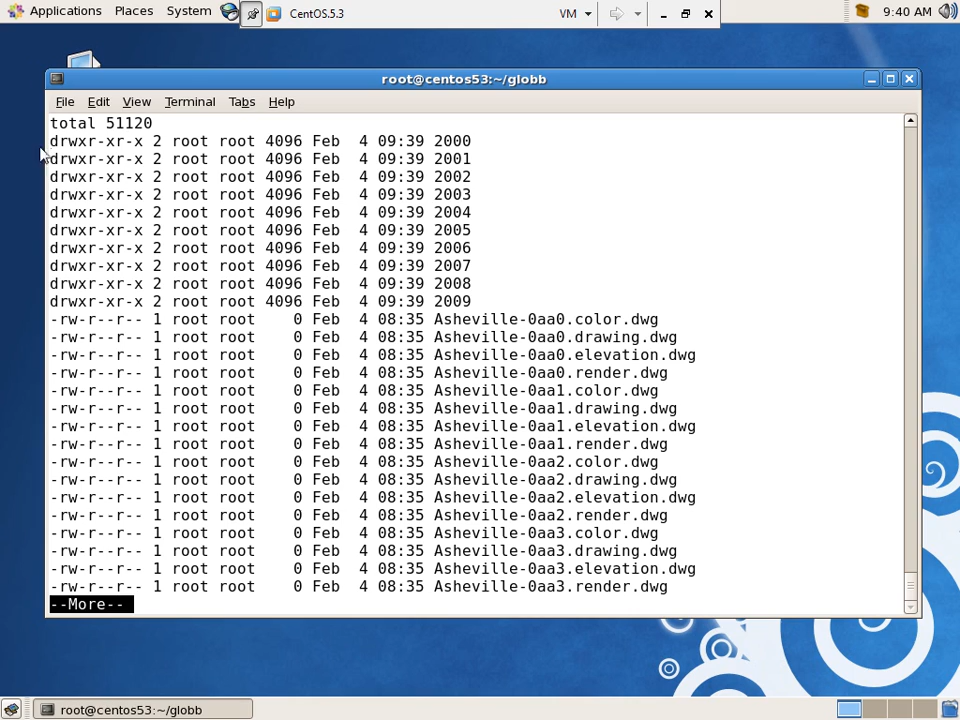 Applications Places System CentOS.5.3 VM 9:40 AM
root@centos53:~/globb
File Edit View Terminal Tabs Help
total 51120
drwxr-xr-x 2 root root 4096 Feb  4 09:39 2000
drwxr-xr-x 2 root root 4096 Feb  4 09:39 2001
drwxr-xr-x 2 root root 4096 Feb  4 09:39 2002
drwxr-xr-x 2 root root 4096 Feb  4 09:39 2003
drwxr-xr-x 2 root root 4096 Feb  4 09:39 2004
drwxr-xr-x 2 root root 4096 Feb  4 09:39 2005
drwxr-xr-x 2 root root 4096 Feb  4 09:39 2006
drwxr-xr-x 2 root root 4096 Feb  4 09:39 2007
drwxr-xr-x 2 root root 4096 Feb  4 09:39 2008
drwxr-xr-x 2 root root 4096 Feb  4 09:39 2009
-rw-r--r-- 1 root root    0 Feb  4 08:35 Asheville-0aa0.color.dwg
-rw-r--r-- 1 root root    0 Feb  4 08:35 Asheville-0aa0.drawing.dwg
-rw-r--r-- 1 root root    0 Feb  4 08:35 Asheville-0aa0.elevation.dwg
-rw-r--r-- 1 root root    0 Feb  4 08:35 Asheville-0aa0.render.dwg
-rw-r--r-- 1 root root    0 Feb  4 08:35 Asheville-0aa1.color.dwg
-rw-r--r-- 1 root root    0 Feb  4 08:35 Asheville-0aa1.drawing.dwg
-rw-r--r-- 1 root root    0 Feb  4 08:35 Asheville-0aa1.elevation.dwg
-rw-r--r-- 1 root root    0 Feb  4 08:35 Asheville-0aa1.render.dwg
-rw-r--r-- 1 root root    0 Feb  4 08:35 Asheville-0aa2.color.dwg
-rw-r--r-- 1 root root    0 Feb  4 08:35 Asheville-0aa2.drawing.dwg
-rw-r--r-- 1 root root    0 Feb  4 08:35 Asheville-0aa2.elevation.dwg
-rw-r--r-- 1 root root    0 Feb  4 08:35 Asheville-0aa2.render.dwg
-rw-r--r-- 1 root root    0 Feb  4 08:35 Asheville-0aa3.color.dwg
-rw-r--r-- 1 root root    0 Feb  4 08:35 Asheville-0aa3.drawing.dwg
-rw-r--r-- 1 root root    0 Feb  4 08:35 Asheville-0aa3.elevation.dwg
-rw-r--r-- 1 root root    0 Feb  4 08:35 Asheville-0aa3.render.dwg
--More--
root@centos53:~/globb